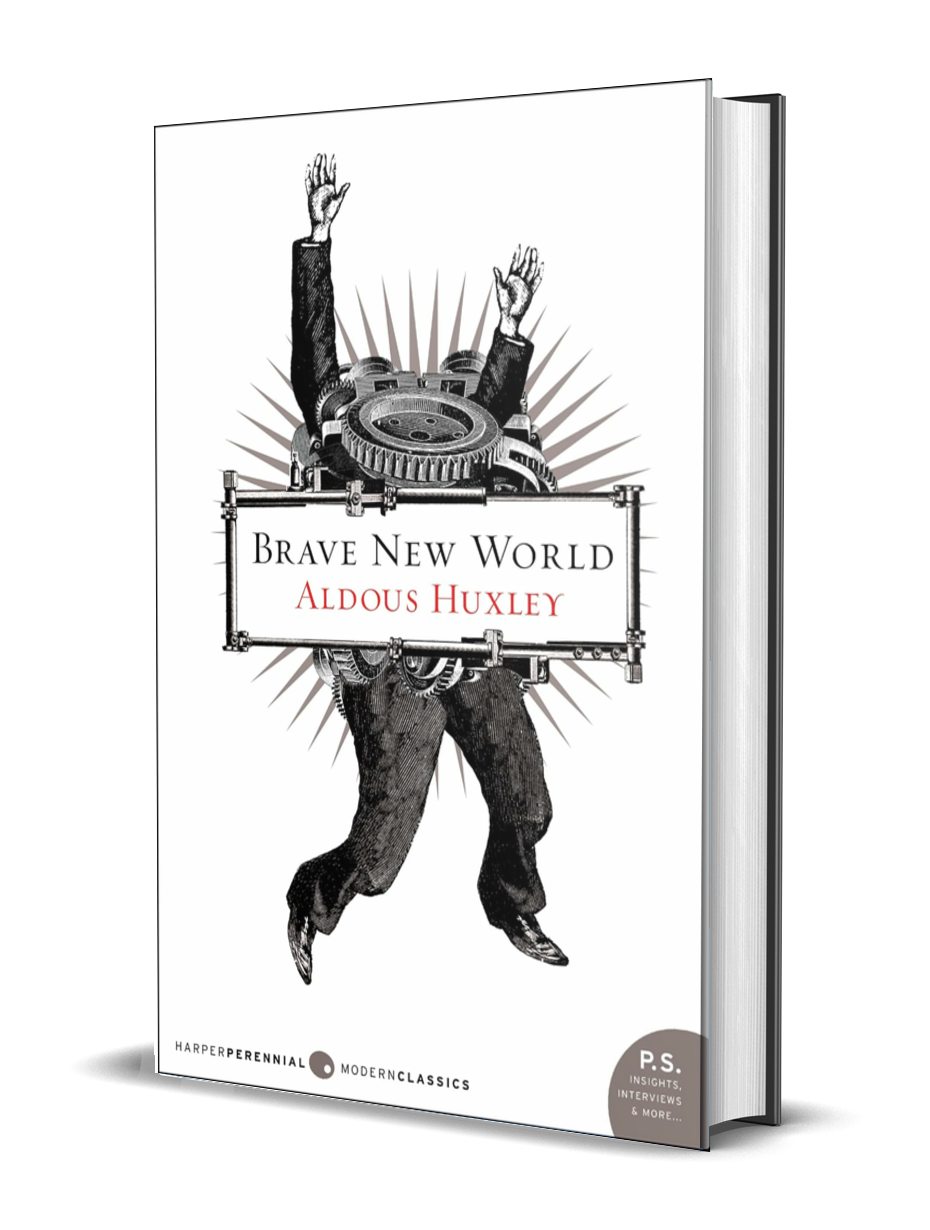 BRAVE NEW WORLD
ALDOUS HUXLEY
HARPERPERENNIAL MODERNCLASSICS
P.S.
INSIGHTS,
INTERVIEWS
& MORE...